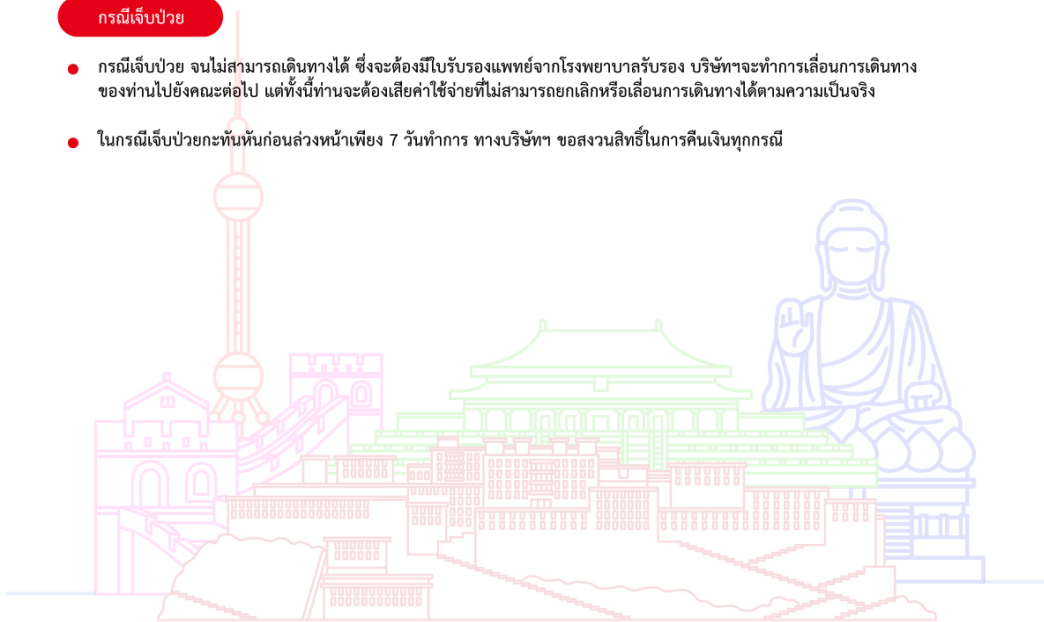 กรณีเจ็บป่วย
กรณีเจ็บป่วย จนไม่สามารถเดินทางได้ ซึ่งจะต้องมีใบรับรองแพทย์จากโรงพยาบาลรับรอง บริษัทฯจะทำการเลื่อนการเดินทาง
ของท่านไปยังคณะต่อไป แต่ทั้งนี้ท่านจะต้องเสียค่าใช้จ่ายที่ไม่สามารถยกเลิกหรือเลื่อนการเดินทางได้ตามความเป็นจริง
ในกรณีเจ็บป่วยกะทันหันก่อนล่วงหน้าเพียง 7 วันทำการ ทางบริษัทฯ ขอสงวนสิทธิ์ในการคืนเงินทุกกรณี